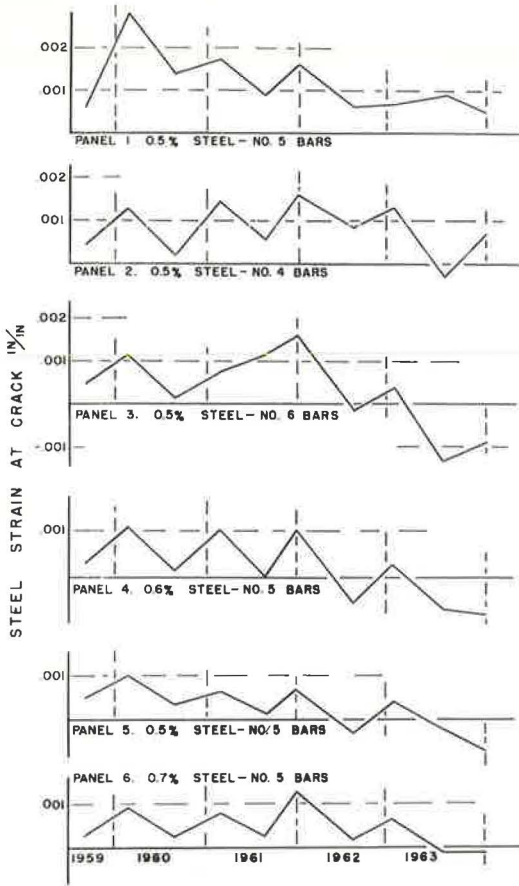 STEEL STRAIN AT CRACK IN/IN
.002
.001
PANEL 1 0.5% STEEL-NO. 5 BARS
.002
.001
PANEL 2. 0.5% STEEL-NO. 4 BARS
.002
.001
PANEL 3. 0.5% STEEL-NO. 6 BARS
-.001
.001
PANEL 4. 0.6% STEEL-NO. 5 BARS
.001
PANEL 5. 0.5% STEEL-NO. 5 BARS
PANEL 6. 0.7% STEEL-NO. 5 BARS
.001
1959 1960 1961 1962 1963